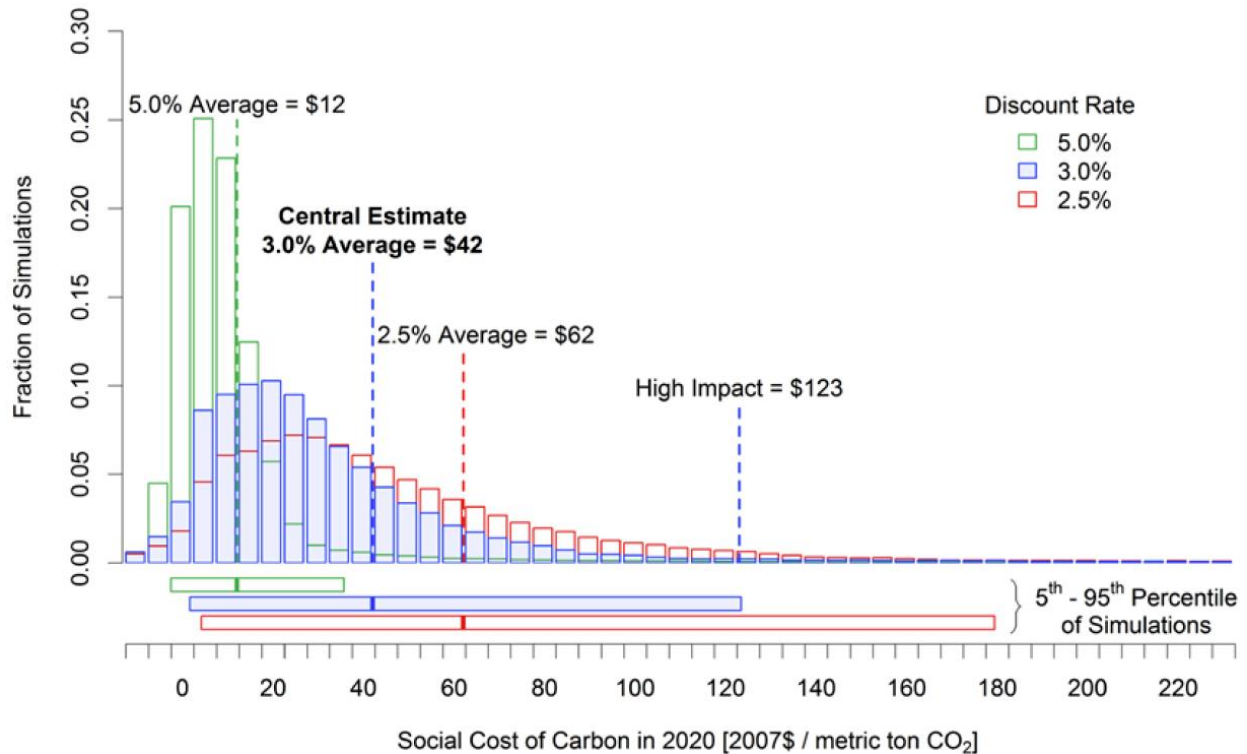 0.30
0.25
0.20
0.15
0.10
0.05
0.00
Fraction of Simulations
5.0% Average = $12
Central Estimate
3.0% Average = $42
2.5% Average = $62
High Impact = $123
Discount Rate
5.0%
3.0%
2.5%
5th - 95th Percentile
of Simulations
0 20 40 60 80 100 120 140 160 180 200 220
Social Cost of Carbon in 2020 [2007$ / metric ton CO₂]